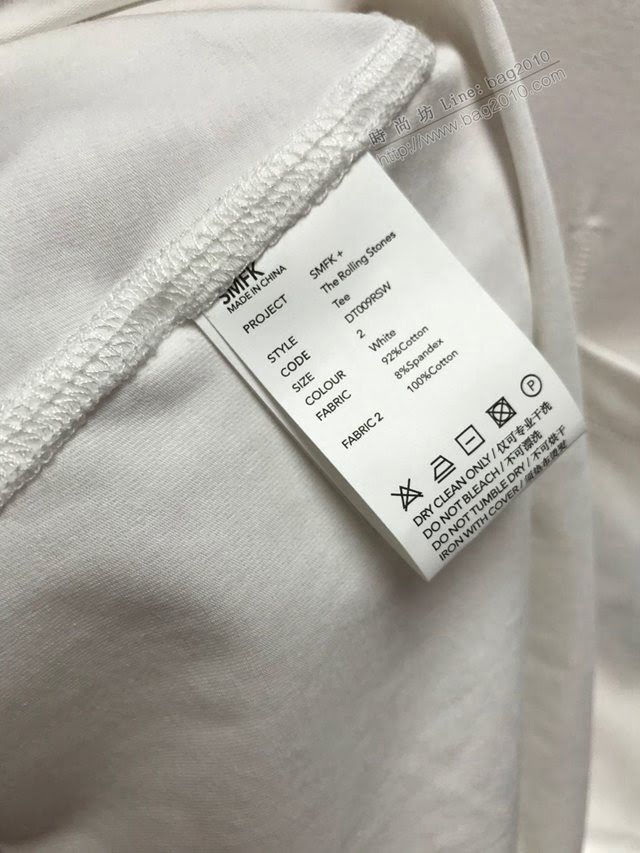 時尚坊 Line: bag2010
http://www.bag2010.com
SMFK
MADE IN CHINA
PROJECT SMFK +
The Rolling Stones
STYLE Tee
CODE DT009RSW
SIZE 2
COLOUR White
FABRIC 92%Cotton
8%Spandex
FABRIC 2 100%Cotton
P
DRY CLEAN ONLY / 仅可专业干洗
DO NOT BLEACH / 不可漂洗
DO NOT TUMBLE DRY / 不可烘干
IRON WITH COVER / 隔垫布熨烫